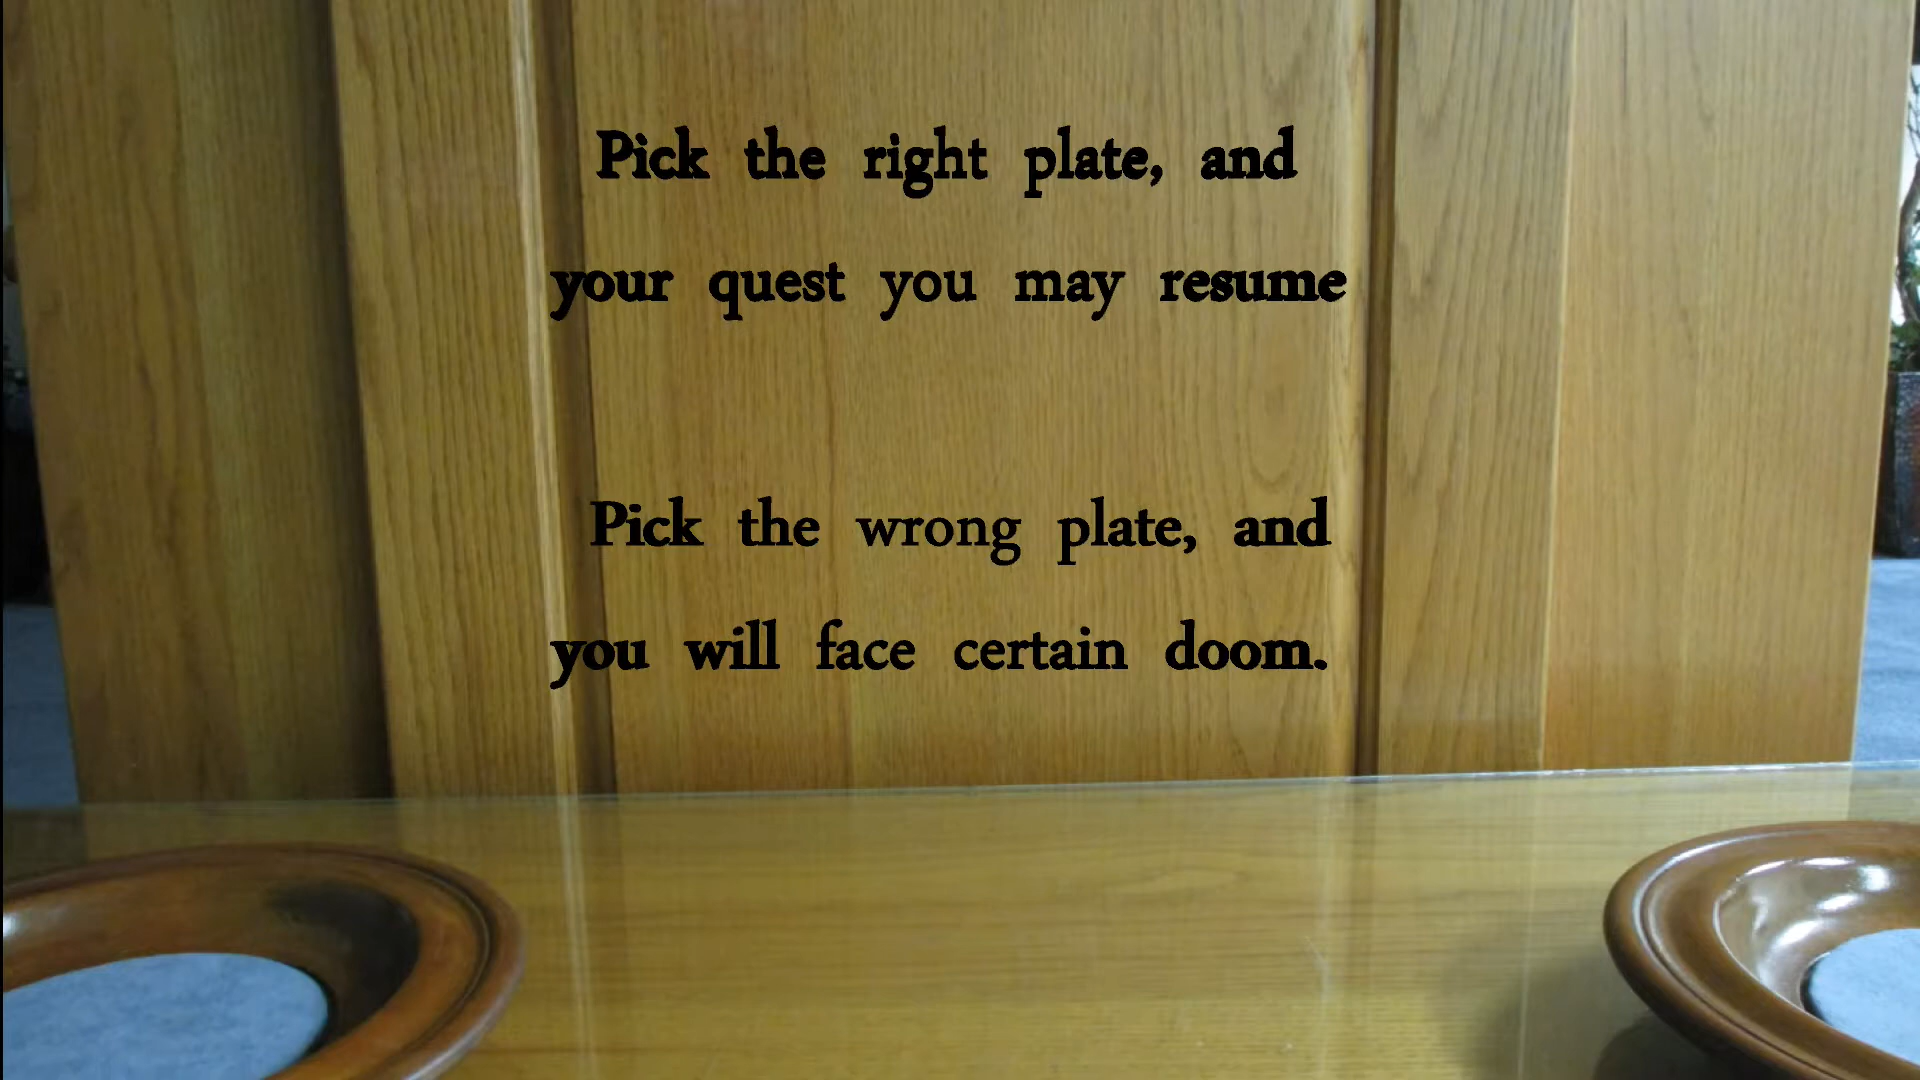 Pick the right plate, and
your quest you may resume
Pick the wrong plate, and
you will face certain doom.